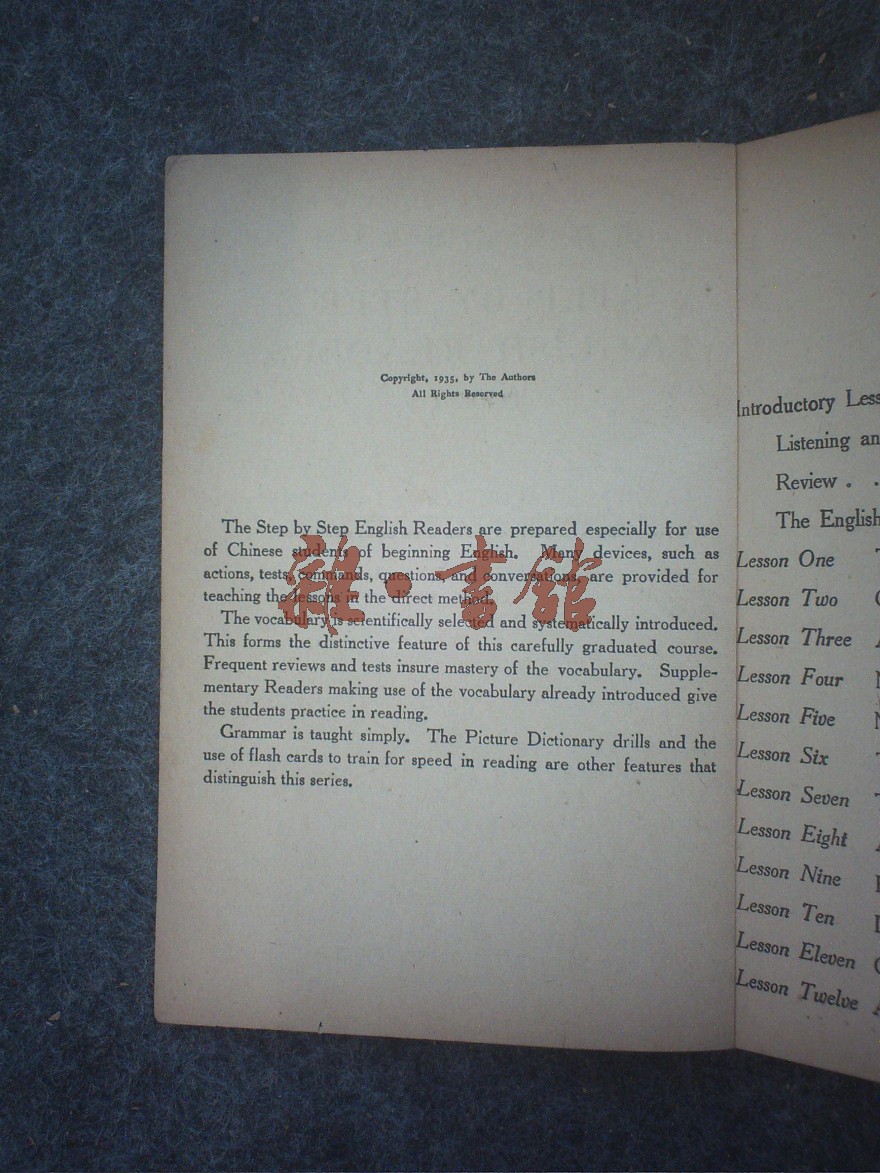 Copyright, 1935, by The Authors
All Rights Reserved
The Step by Step English Readers are prepared especially for use
of Chinese students of beginning English. Many devices, such as
actions, tests, commands, questions, and conversations, are provided for
teaching the lessons in the direct method.
The vocabulary is scientifically selected and systematically introduced.
This forms the distinctive feature of this carefully graduated course.
Frequent reviews and tests insure mastery of the vocabulary. Supple-
mentary Readers making use of the vocabulary already introduced give
the students practice in reading.
Grammar is taught simply. The Picture Dictionary drills and the
use of flash cards to train for speed in reading are other features that
distinguish this series.
雜·書館
Introductory Less
Listening an
Review . .
The English
Lesson One
Lesson Two
Lesson Three
Lesson Four
Lesson Five
Lesson Six
Lesson Seven
Lesson Eight
Lesson Nine
Lesson Ten
Lesson Eleven
Lesson Twelve